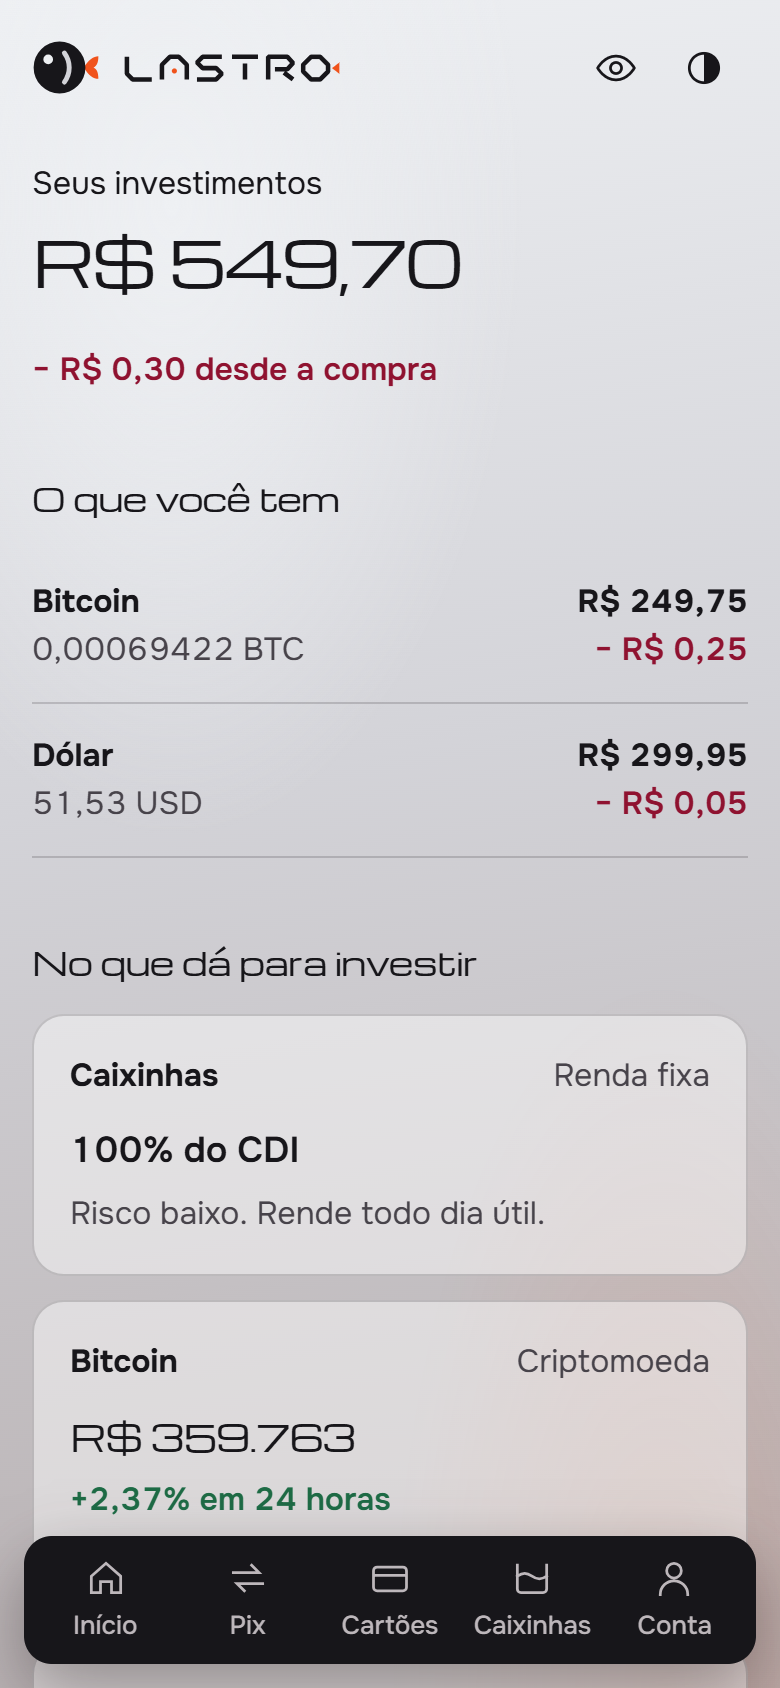 LASTRO
Seus investimentos
R$ 549,70
− R$ 0,30 desde a compra
O que você tem
Bitcoin
R$ 249,75
0,00069422 BTC
− R$ 0,25
Dólar
R$ 299,95
51,53 USD
− R$ 0,05
No que dá para investir
Caixinhas
Renda fixa
100% do CDI
Risco baixo. Rende todo dia útil.
Bitcoin
Criptomoeda
R$ 359.763
+2,37% em 24 horas
Início
Pix
Cartões
Caixinhas
Conta